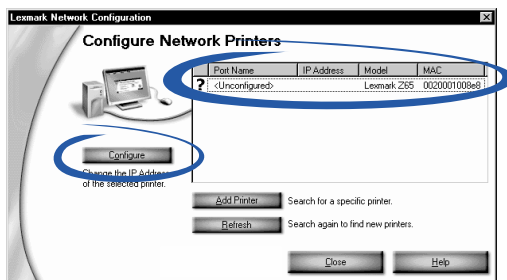 Lexmark Network Configuration
Configure Network Printers
Port Name IP Address Model MAC
? <Unconfigured> Lexmark Z65 0020001008e8
Configure
Change the IP Address
of the selected printer.
Add Printer Search for a specific printer.
Refresh Search again to find new printers.
Close Help